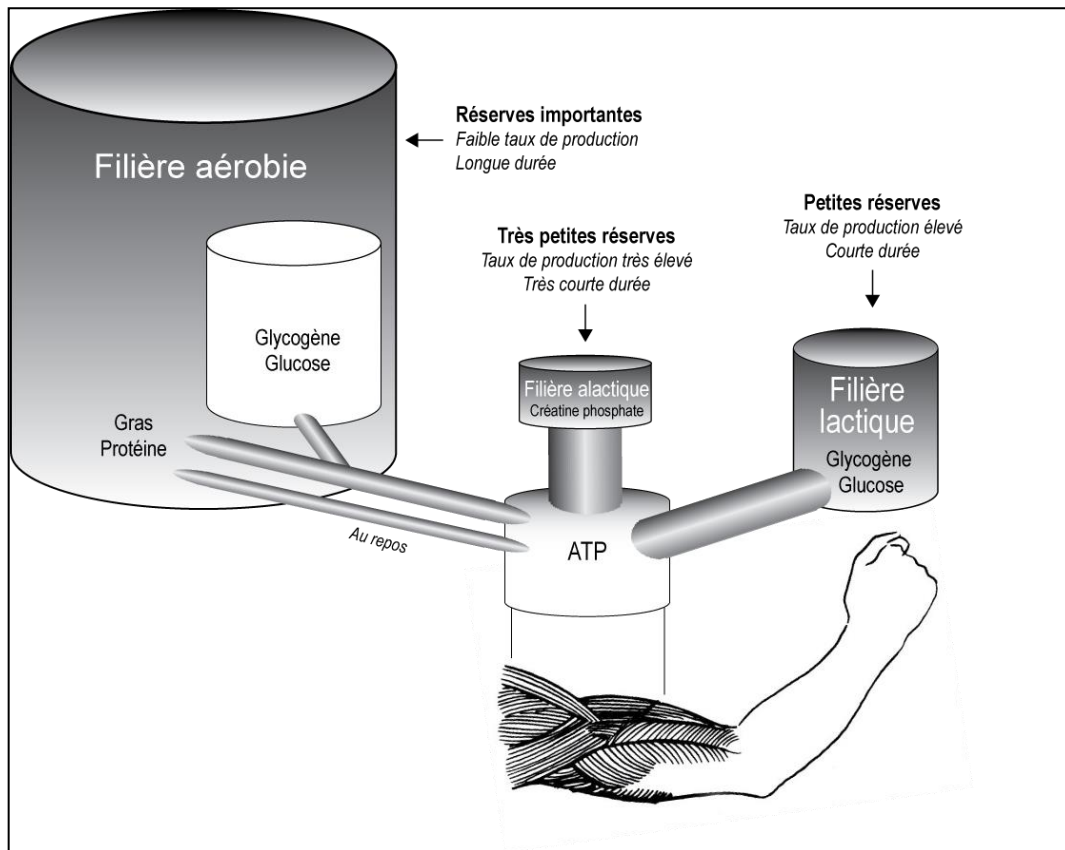 Réserves importantes
Faible taux de production
Longue durée
Filière aérobie
Petites réserves
Taux de production élevé
Courte durée
Très petites réserves
Taux de production très élevé
Très courte durée
Glycogène
Glucose
Filière alactique
Créatine phosphate
Filière
lactique
Glycogène
Glucose
Gras
Protéine
Au repos
ATP